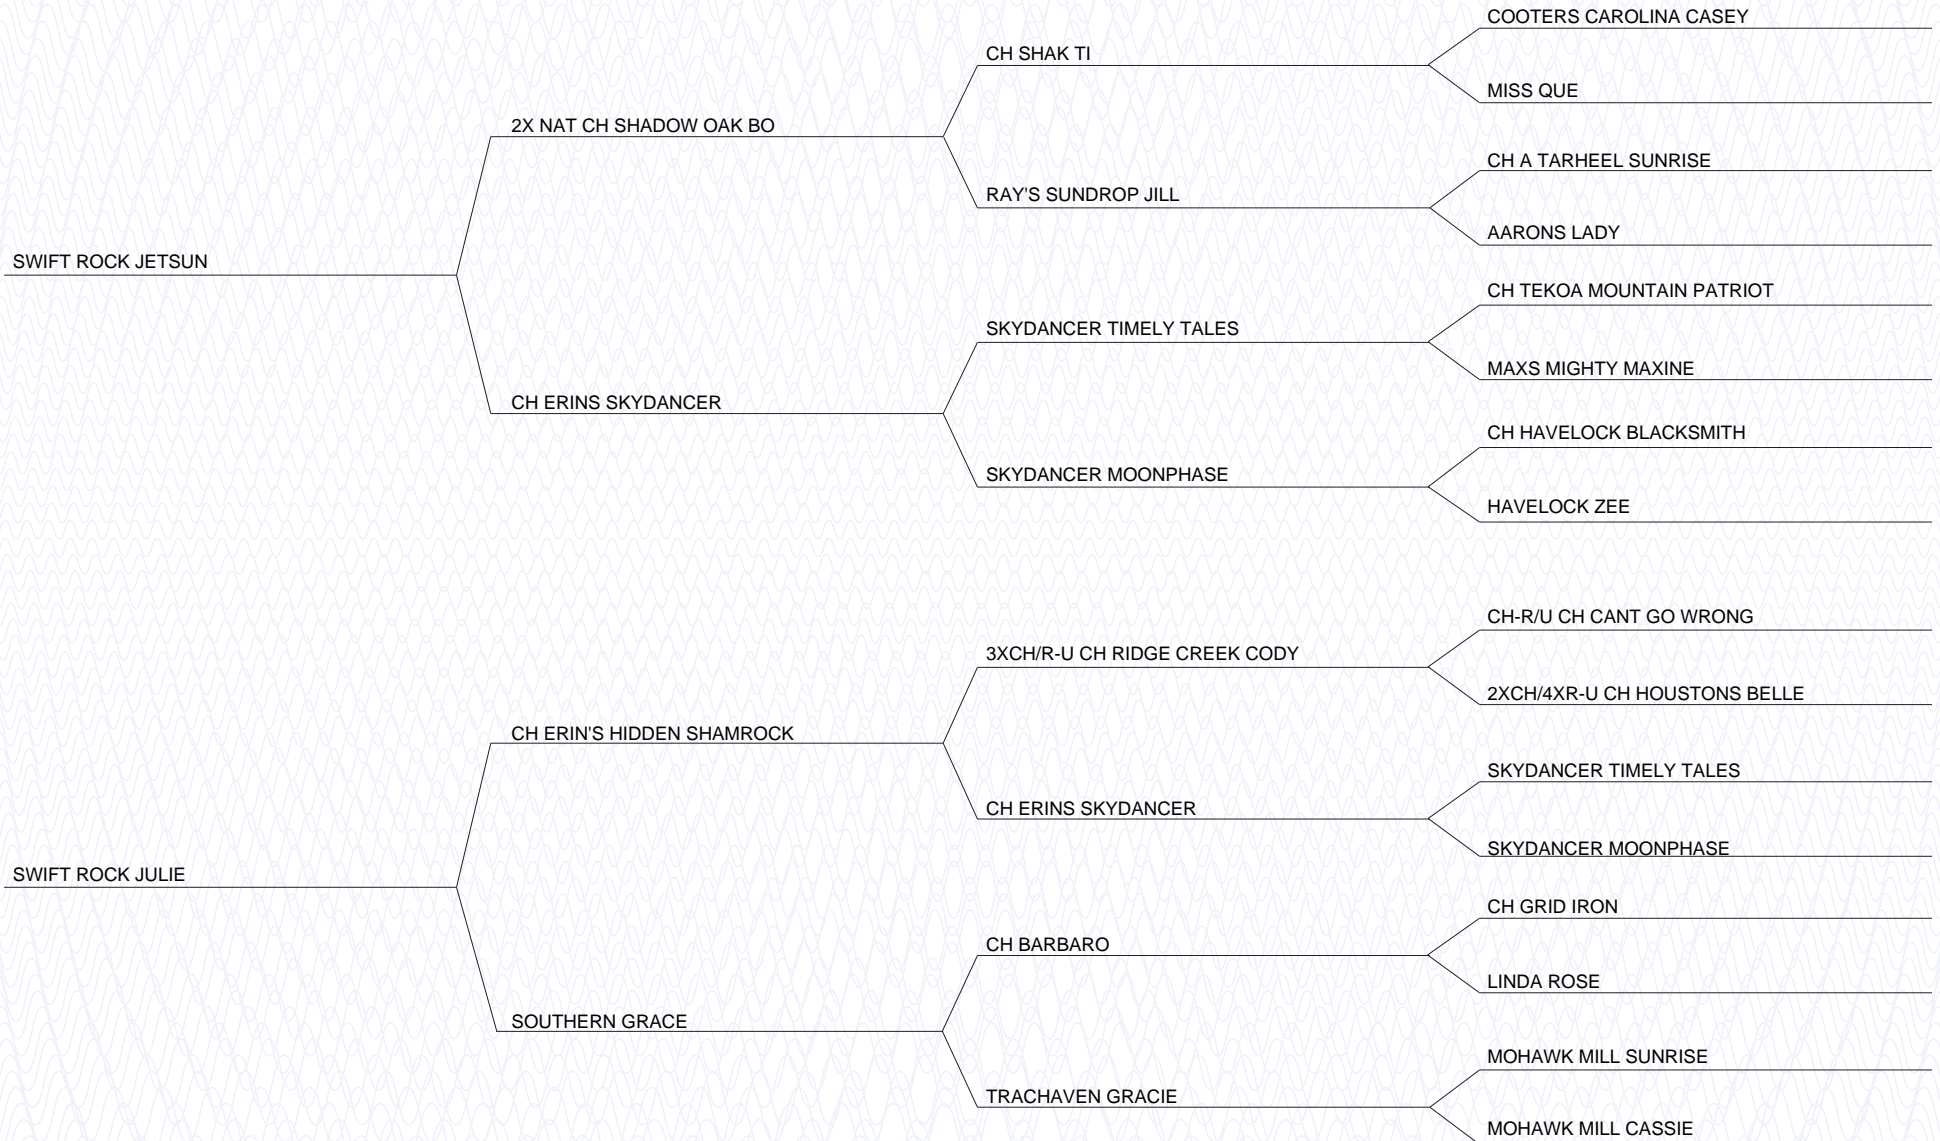 COOTERS CAROLINA CASEY
CH SHAK TI
MISS QUE
2X NAT CH SHADOW OAK BO
CH A TARHEEL SUNRISE
RAY'S SUNDROP JILL
AARONS LADY
SWIFT ROCK JETSUN
CH TEKOA MOUNTAIN PATRIOT
SKYDANCER TIMELY TALES
MAXS MIGHTY MAXINE
CH ERINS SKYDANCER
CH HAVELOCK BLACKSMITH
SKYDANCER MOONPHASE
HAVELOCK ZEE
CH-R/U CH CANT GO WRONG
3XCH/R-U CH RIDGE CREEK CODY
2XCH/4XR-U CH HOUSTONS BELLE
CH ERIN'S HIDDEN SHAMROCK
SKYDANCER TIMELY TALES
CH ERINS SKYDANCER
SKYDANCER MOONPHASE
SWIFT ROCK JULIE
CH GRID IRON
CH BARBARO
LINDA ROSE
SOUTHERN GRACE
MOHAWK MILL SUNRISE
TRACHAVEN GRACIE
MOHAWK MILL CASSIE